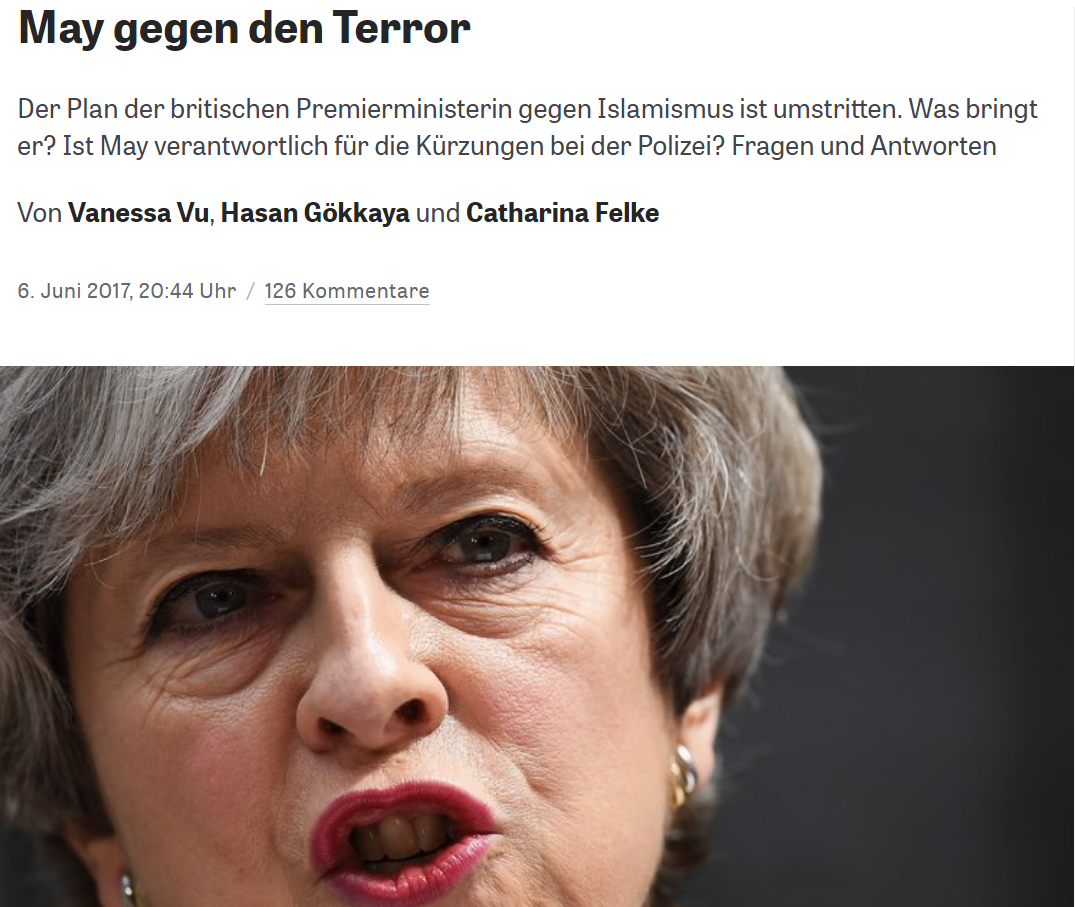 May gegen den Terror
Der Plan der britischen Premierministerin gegen Islamismus ist umstritten. Was bringt
er? Ist May verantwortlich für die Kürzungen bei der Polizei? Fragen und Antworten
Von Vanessa Vu, Hasan Gökkaya und Catharina Felke
6. Juni 2017, 20:44 Uhr / 126 Kommentare